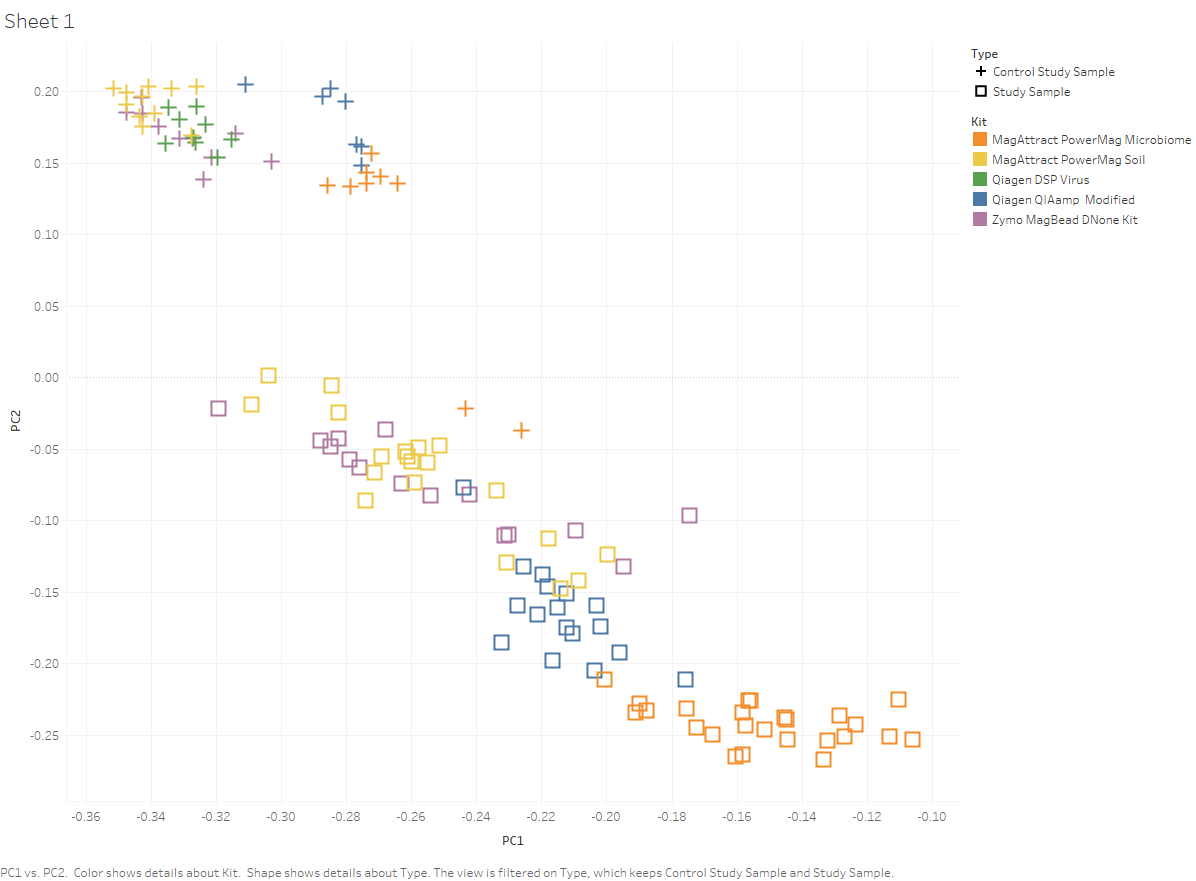 Sheet 1
Type
Control Study Sample
Study Sample
Kit
MagAttract PowerMag Microbiome
MagAttract PowerMag Soil
Qiagen DSP Virus
Qiagen QIAamp  Modified
Zymo MagBead DNone Kit
0.20
0.15
0.10
0.05
0.00
-0.05
-0.10
-0.15
-0.20
-0.25
PC2
-0.36 -0.34 -0.32 -0.30 -0.28 -0.26 -0.24 -0.22 -0.20 -0.18 -0.16 -0.14 -0.12 -0.10
PC1
PC1 vs. PC2.  Color shows details about Kit.  Shape shows details about Type. The view is filtered on Type, which keeps Control Study Sample and Study Sample.